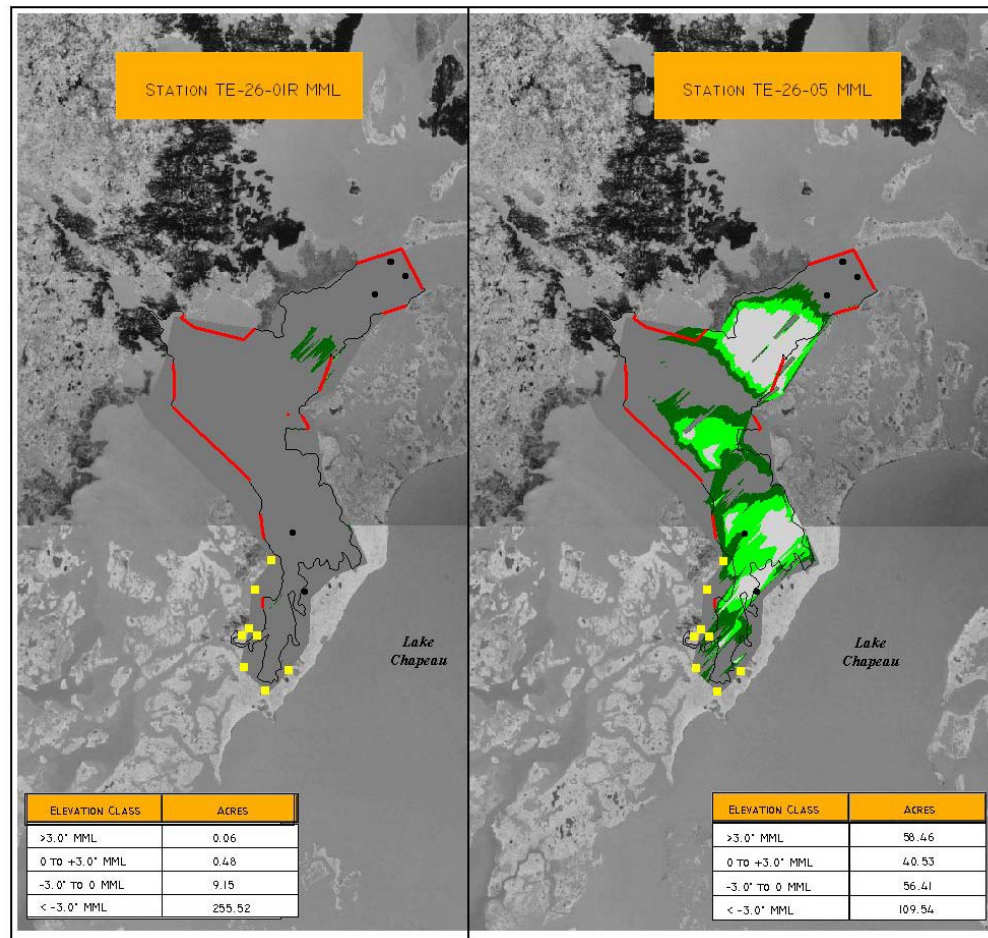 STATION TE-26-01R MML
STATION TE-26-05 MML
Lake
Chapeau
Lake
Chapeau
ELEVATION CLASS ACRES
>3.0" MML 0.06
0 TO +3.0" MML 0.48
-3.0" TO 0 MML 9.15
< -3.0" MML 255.52
ELEVATION CLASS ACRES
>3.0" MML 58.46
0 TO +3.0" MML 40.53
-3.0" TO 0 MML 56.41
< -3.0" MML 109.54